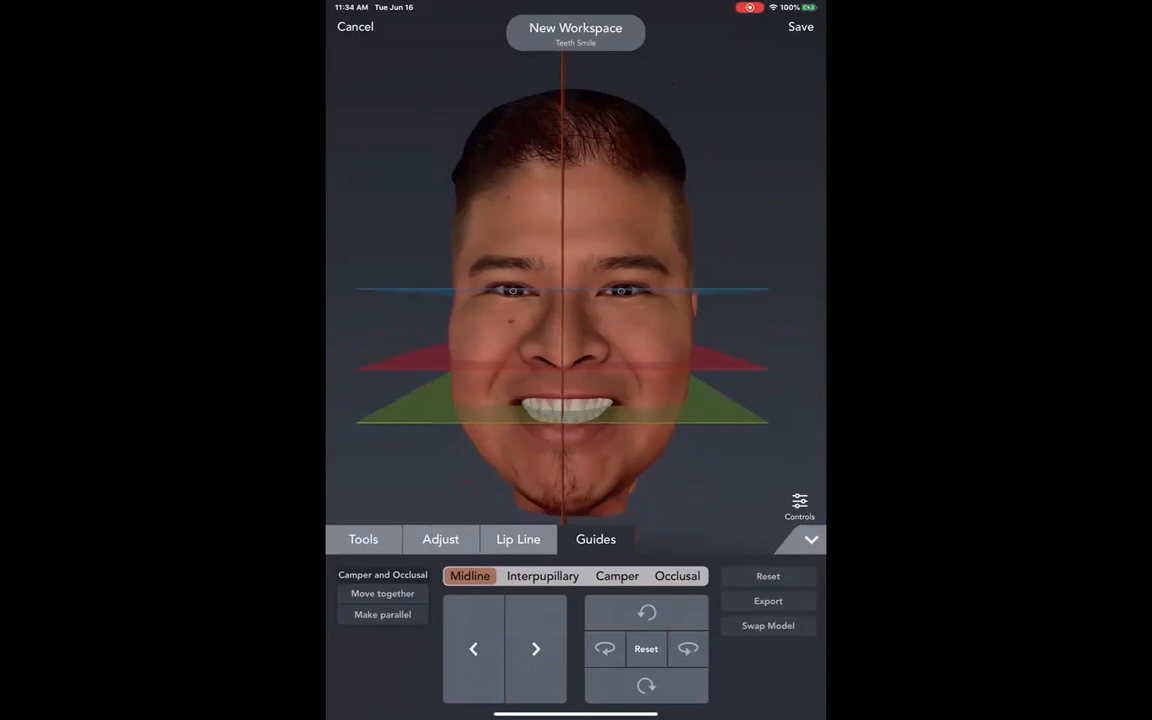 11:34 AM Tue Jun 16
100%
Cancel
New Workspace
Save
Teeth Smile
Controls
Tools
Adjust
Lip Line
Guides
Camper and Occlusal
Move together
Make parallel
Midline
Interpupillary
Camper
Occlusal
Reset
Reset
Export
Swap Model